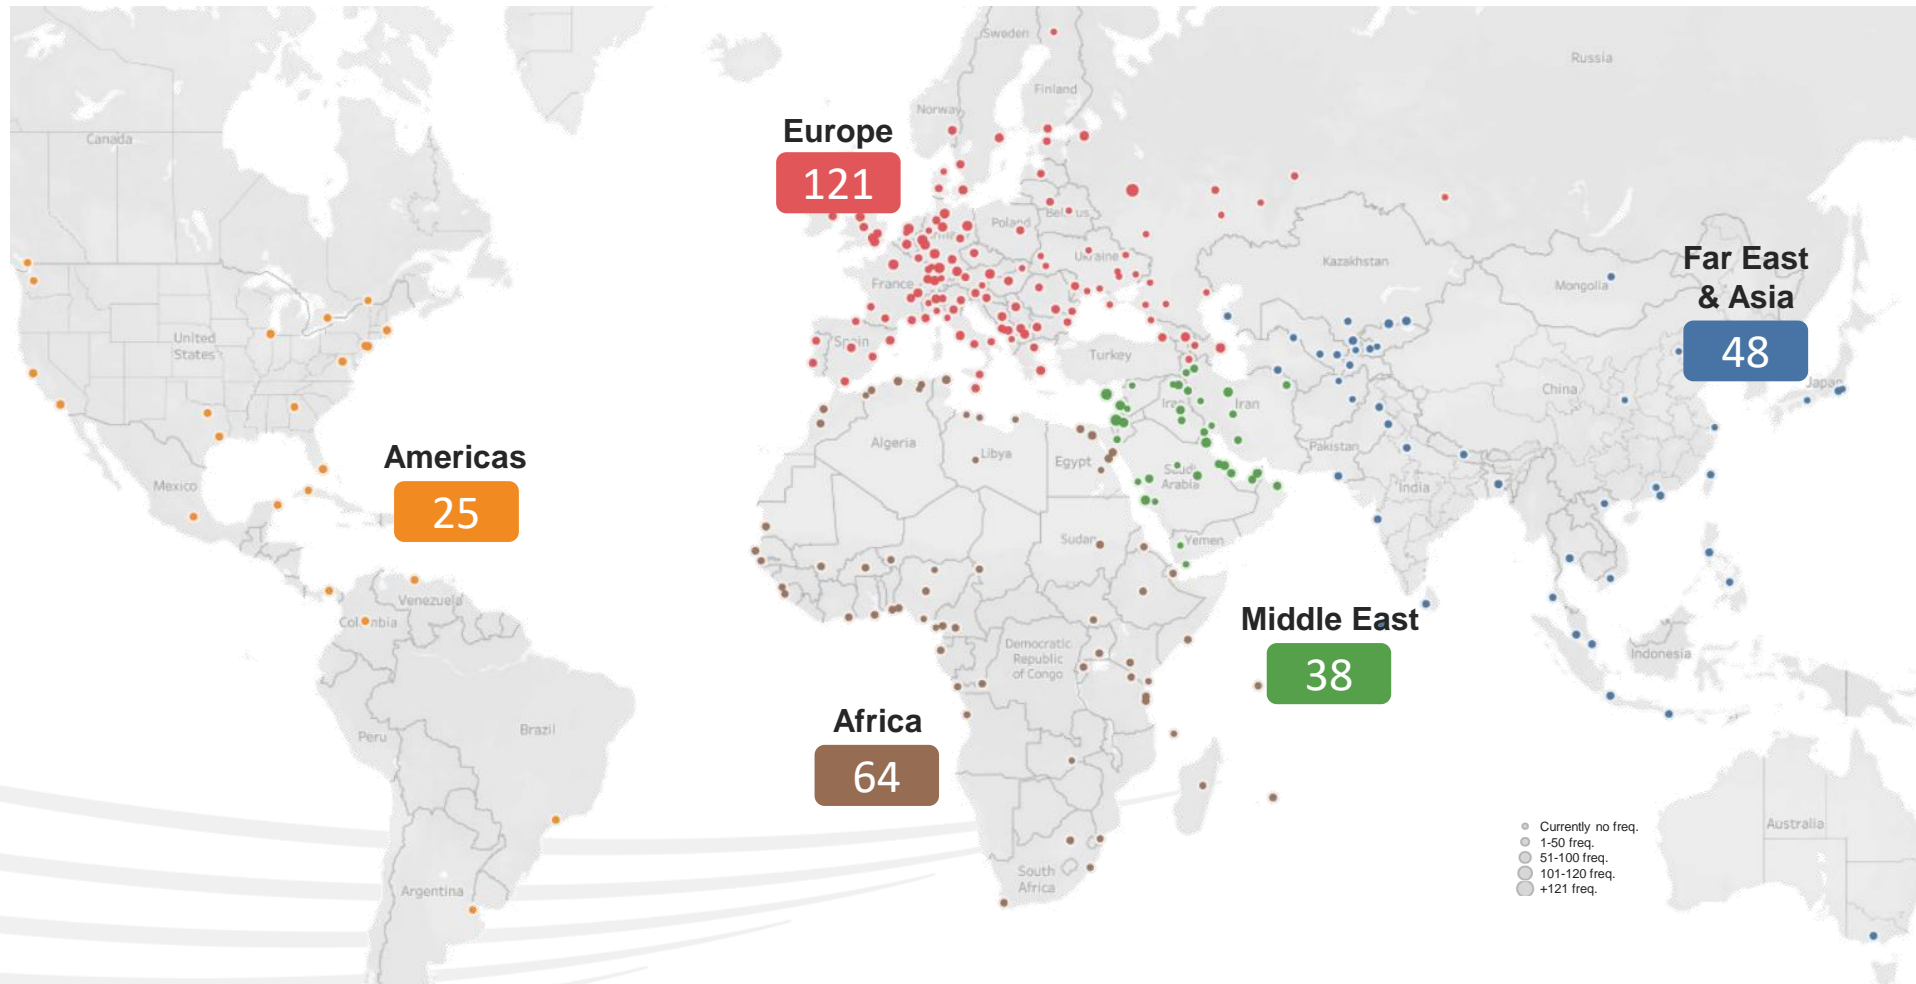 Sweden
Russia
Finland
Norway
Canada
Europe
121
Poland
Belarus
Ukraine
France
Kazakhstan
Mongolia
Far East
& Asia
48
United
States
Spain
Turkey
China
Japan
Iraq
Iran
Algeria
Libya
Egypt
Pakistan
Saudi
Arabia
India
Americas
25
Mexico
Sudan
Yemen
Venezuela
Colombia
Middle East
38
Democratic
Republic
of Congo
Indonesia
Africa
64
Peru
Brazil
South
Africa
Argentina
Australia
Currently no freq.
1-50 freq.
51-100 freq.
101-120 freq.
+121 freq.